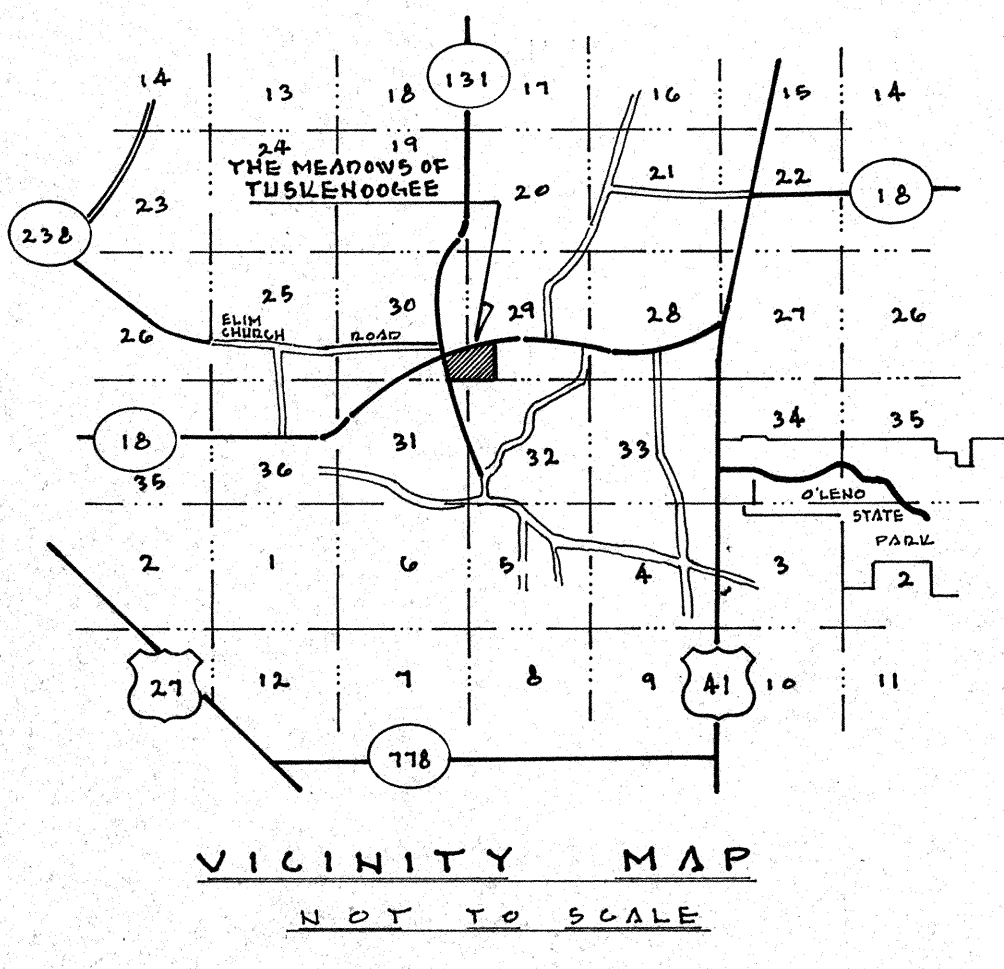 131
14 13 18 17 16 15 14
24 19
THE MEADOWS OF
TUSKENOOGEE
23 20 21 22 18
238
25 30 29 28 27 26
26
ELIM
CHURCH ROAD
18 31 32 33 34 35
35 36
O'LENO
STATE
PARK
2 1 6 5 4 3 2
27 12 7 8 9 41 10 11
778
VICINITY MAP
NOT TO SCALE